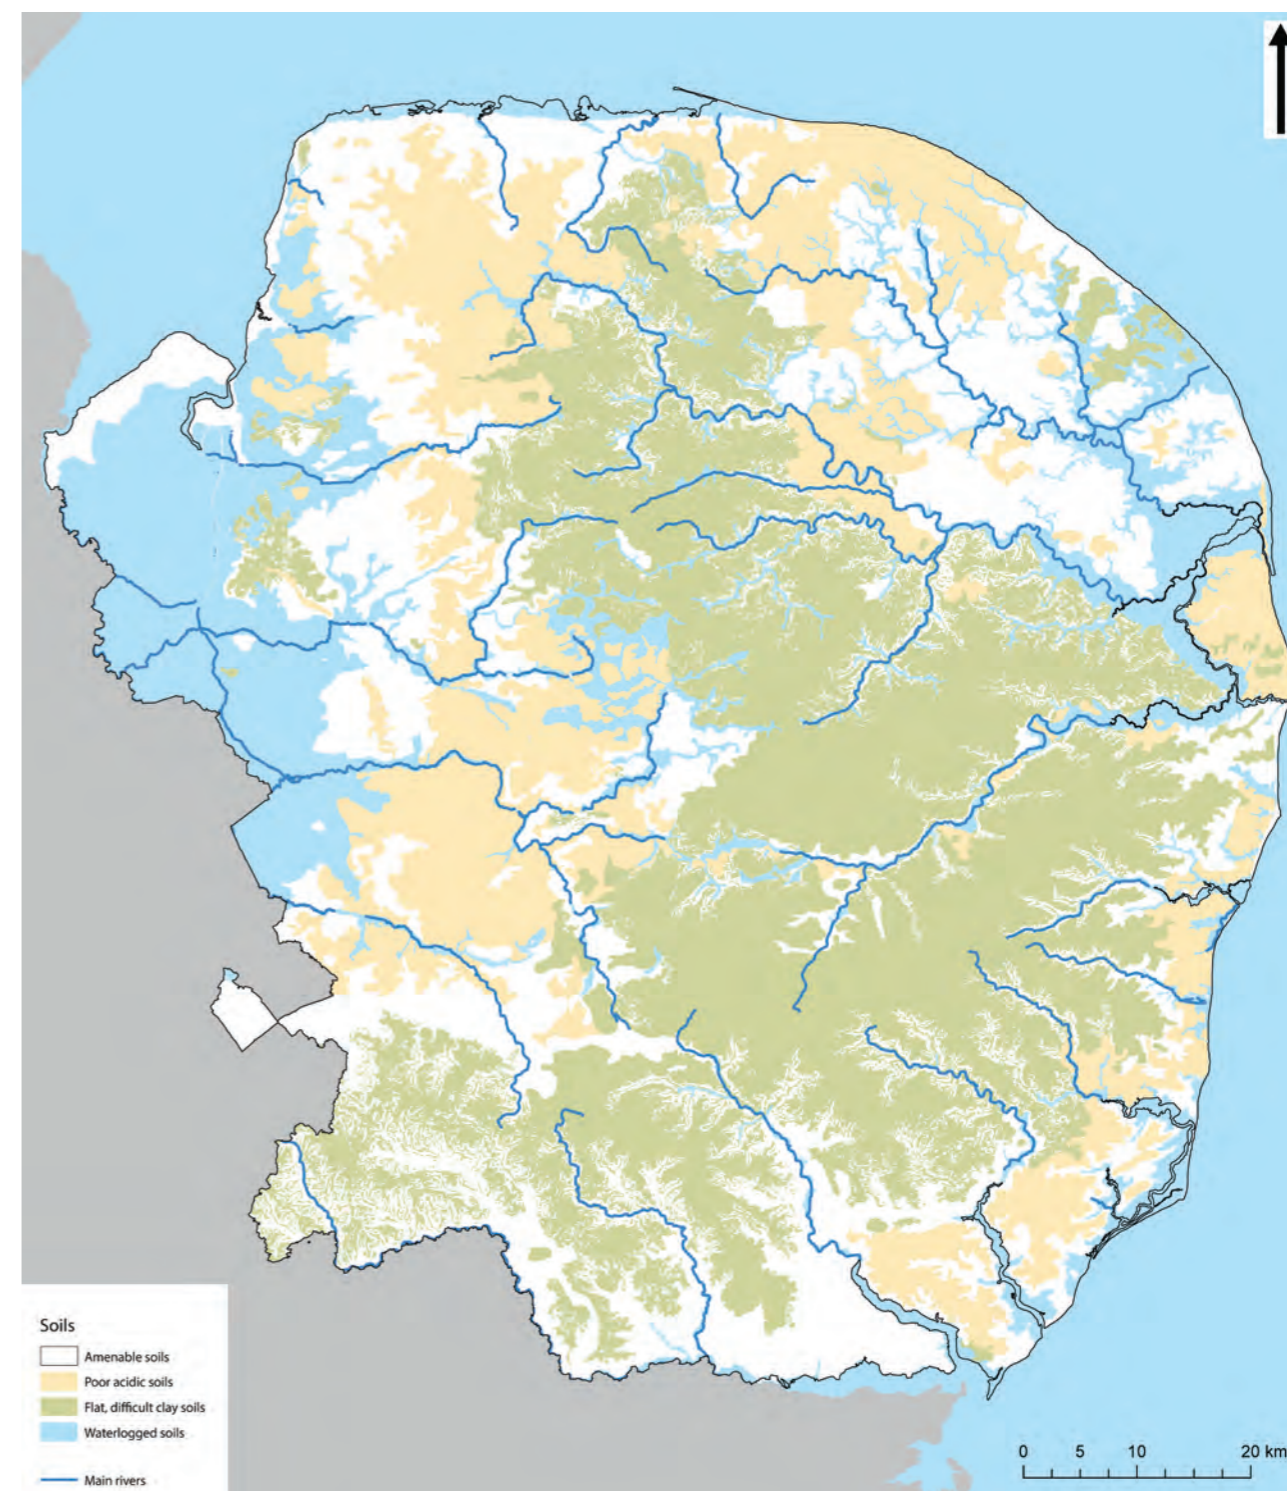 Soils
Amenable soils
Poor acidic soils
Flat, difficult clay soils
Waterlogged soils
Main rivers
0 5 10 20 km